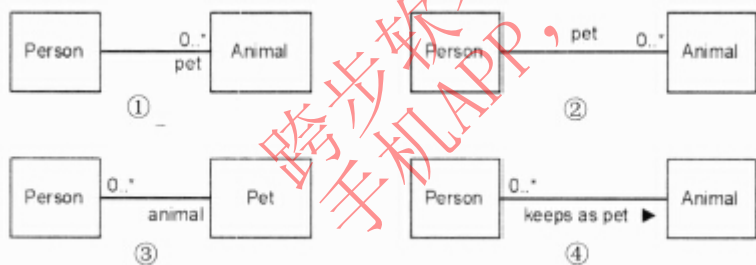 0..*
Person
Animal
pet
①
pet 0..*
Person
Animal
②
0..*
Person
Pet
animal
③
0..*
Person
Animal
keeps as pet ▶
④
跨步软
手机APP，